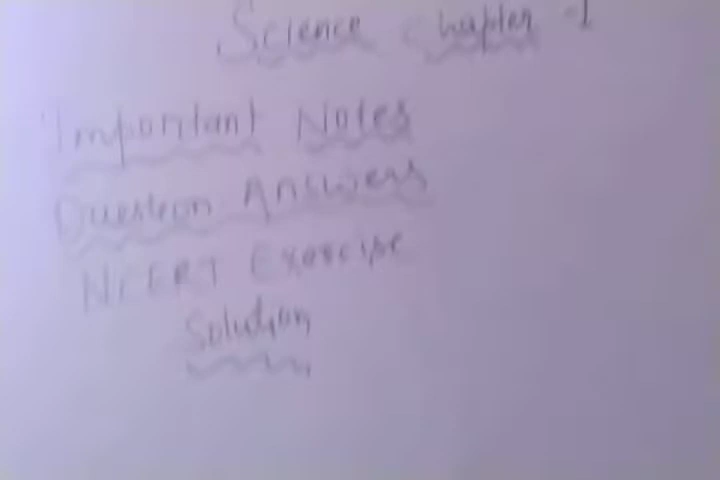 Science chapter -1
Important Notes
Question Answers
NCERT Exercise
Solution